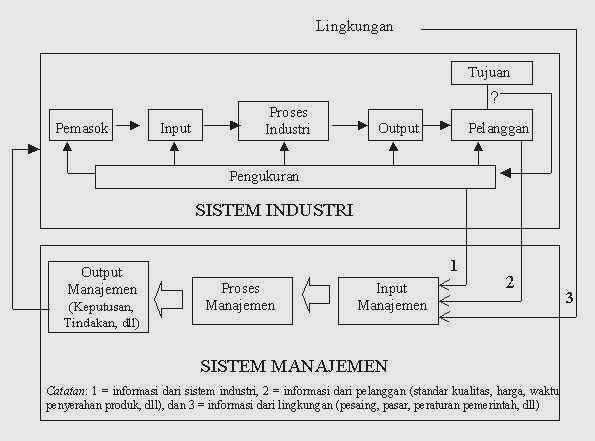 Lingkungan
Tujuan
?
Pemasok
Input
Proses
Industri
Output
Pelanggan
Pengukuran
SISTEM INDUSTRI
1
2
3
Output
Manajemen
(Keputusan,
Tindakan, dll)
Proses
Manajemen
Input
Manajemen
SISTEM MANAJEMEN
Catatan: 1 = informasi dari sistem industri, 2 = informasi dari pelanggan (standar kualitas, harga, waktu
penyerahan produk, dll), dan 3 = informasi dari lingkungan (pesaing, pasar, peraturan pemerintah, dll)